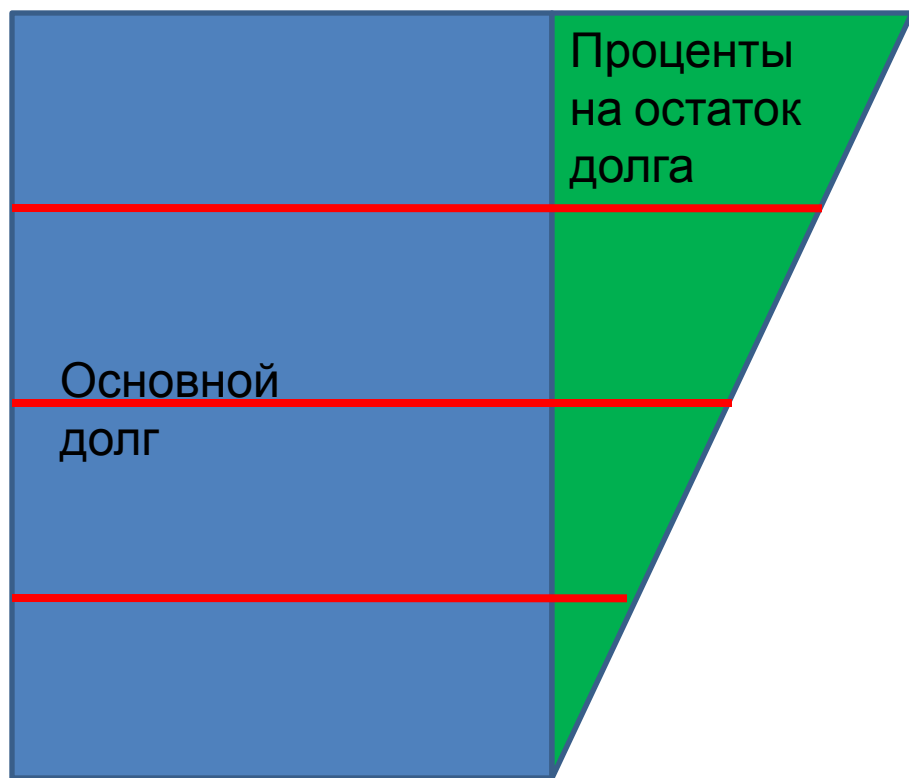 Проценты
на остаток
долга
Основной
долг